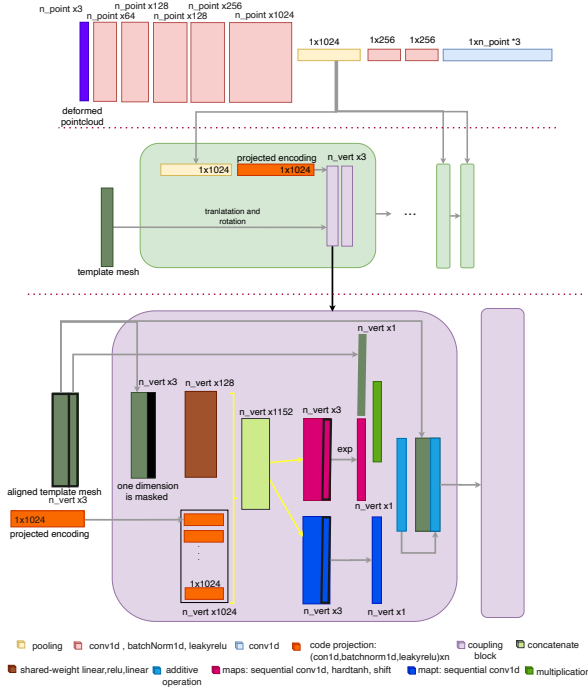 n_point x3
n_point x128
n_point x256
n_point x64
n_point x128
n_point x1024
1x1024
1x256
1x256
1xn_point *3
deformed
pointcloud
projected encoding
n_vert x3
1x1024
1x1024
tranlatation and
rotation
...
template mesh
n_vert x1
n_vert x3
n_vert x128
n_vert x1152
n_vert x3
exp
aligned template mesh
n_vert x3
one dimension
is masked
n_vert x1
1x1024
projected encoding
1x1024
n_vert x1024
n_vert x3
n_vert x1
pooling
conv1d , batchNorm1d, leakyrelu
conv1d
code projection:
(con1d,batchnorm1d,leakyrelu)xn
coupling
block
concatenate
shared-weight linear,relu,linear
additive
operation
maps: sequential conv1d, hardtanh, shift
mapt: sequential conv1d
multiplication